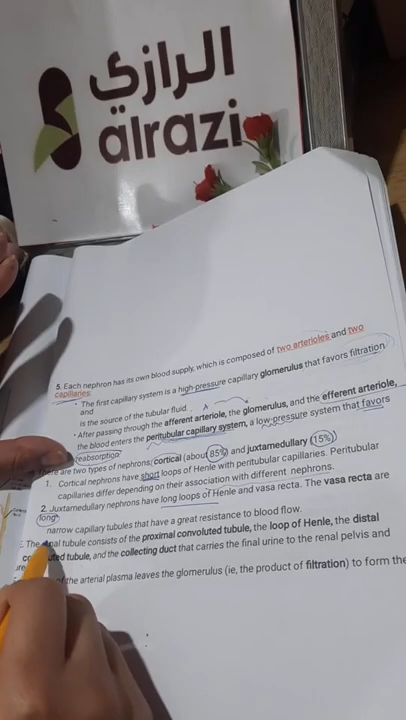 الرازي
alrazi
5. Each nephron has its own blood supply, which is composed of two arterioles and two
capillaries:
• The first capillary system is a high-pressure capillary glomerulus that favors filtration
and
is the source of the tubular fluid.
• After passing through the afferent arteriole, the glomerulus, and the efferent arteriole,
the blood enters the peritubular capillary system, a low-pressure system that favors
reabsorption
are two types of nephrons: cortical (about 85%) and juxtamedullary (15%)
1. Cortical nephrons have short loops of Henle with peritubular capillaries. Peritubular
capillaries differ depending on their association with different nephrons.
2. Juxtamedullary nephrons have long loops of Henle and vasa recta. The vasa recta are
long
narrow capillary tubules that have a great resistance to blood flow.
The tubule consists of the proximal convoluted tubule, the loop of Henle, the distal
tubule, and the collecting duct that carries the final urine to the renal pelvis and
of the arterial plasma leaves the glomerulus (ie, the product of filtration) to form the